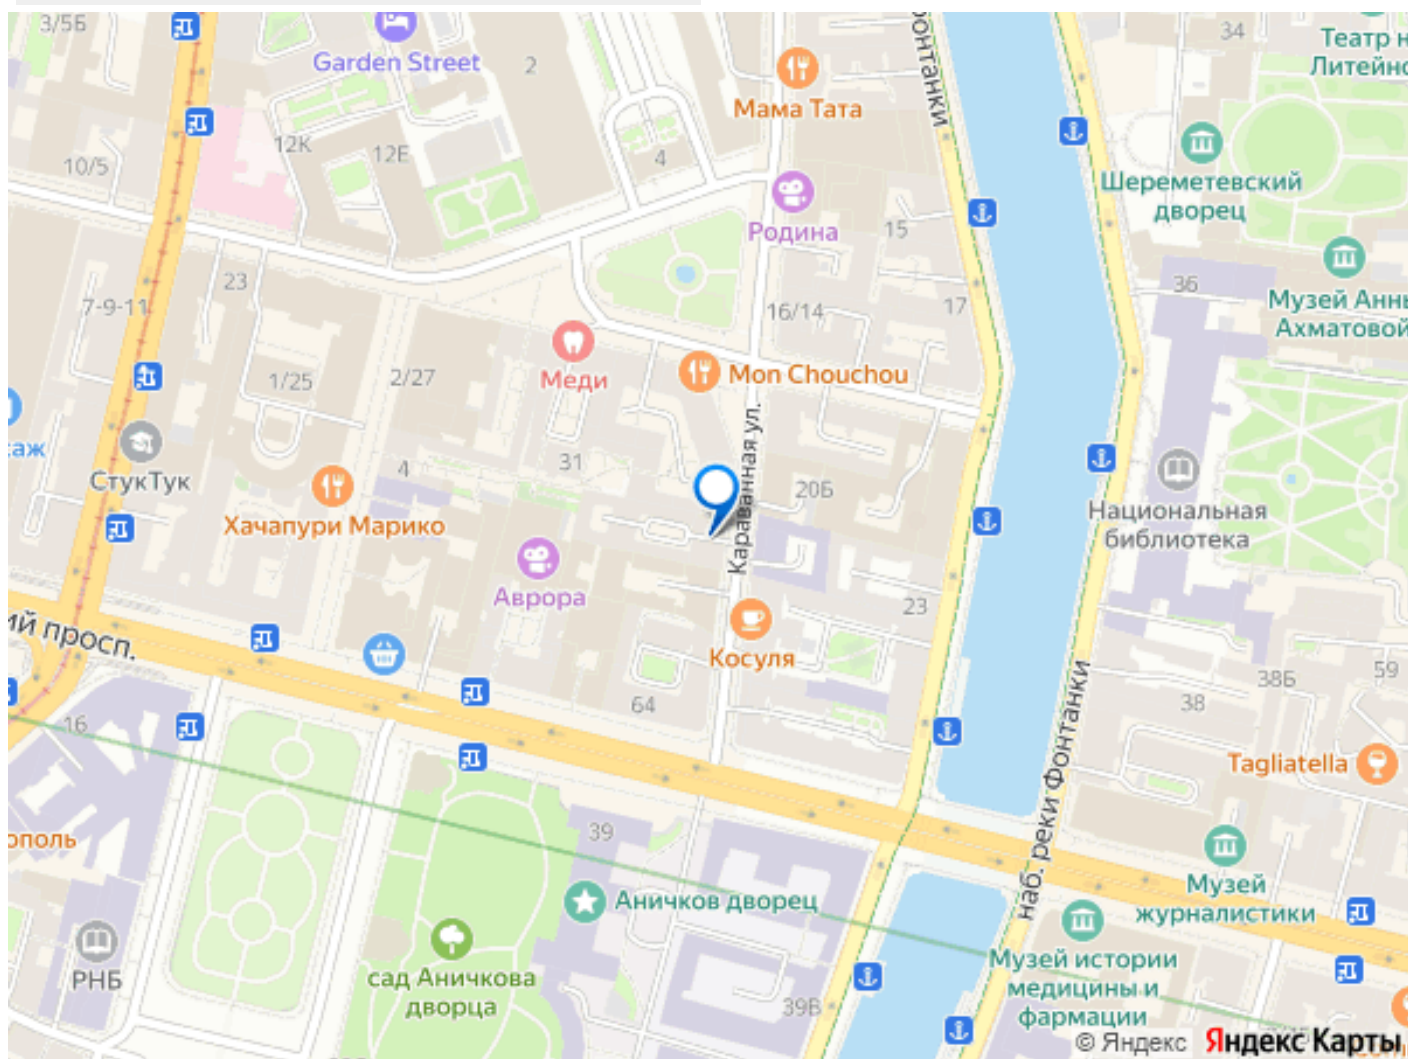 3/5Б
Garden Street
2
34
Театр н
Литейно
Мама Тата
фонтанки
12К
12Е
4
10/5
Шереметевский
дворец
Родина
15
23
36
7-9-11
16/14
17
Музей Анны
Ахматовой
Меди
1/25
2/27
Mon Chouchou
каж
СтукТук
4
31
Караванная ул.
20Б
Национальная
библиотека
Хачапури Марико
Аврора
23
ий просп.
Косуля
59
38Б
64
38
16
наб. реки Фонтанки
Tagliatella
39
ополь
Аничков дворец
Музей
журналистики
РНБ
сад Аничкова
дворца
39В
Музей истории
медицины и
фармации
© Яндекс Яндекс Карты